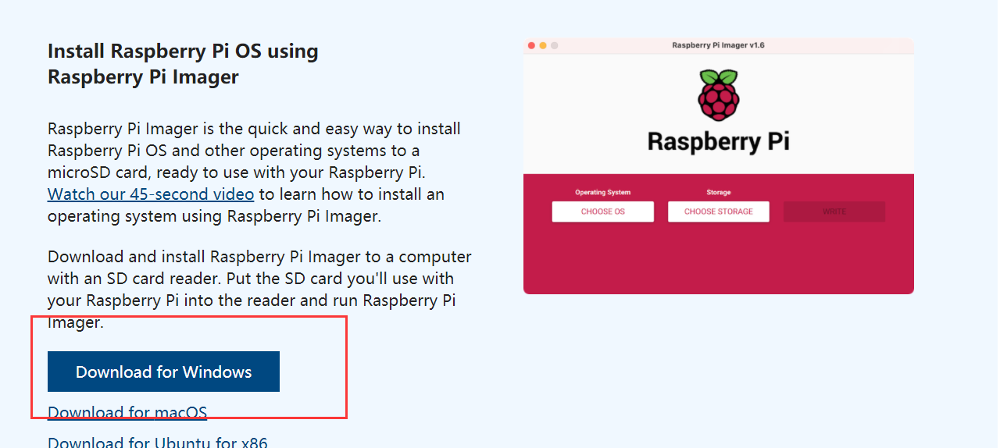 Install Raspberry Pi OS using
Raspberry Pi Imager
Raspberry Pi Imager is the quick and easy way to install
Raspberry Pi OS and other operating systems to a
microSD card, ready to use with your Raspberry Pi.
Watch our 45-second video to learn how to install an
operating system using Raspberry Pi Imager.
Download and install Raspberry Pi Imager to a computer
with an SD card reader. Put the SD card you'll use with
your Raspberry Pi into the reader and run Raspberry Pi
Imager.
Download for Windows
Download for macOS
Download for Ubuntu for x86
Raspberry Pi Imager v1.6
Raspberry Pi
Operating System
Storage
CHOOSE OS
CHOOSE STORAGE
WRITE